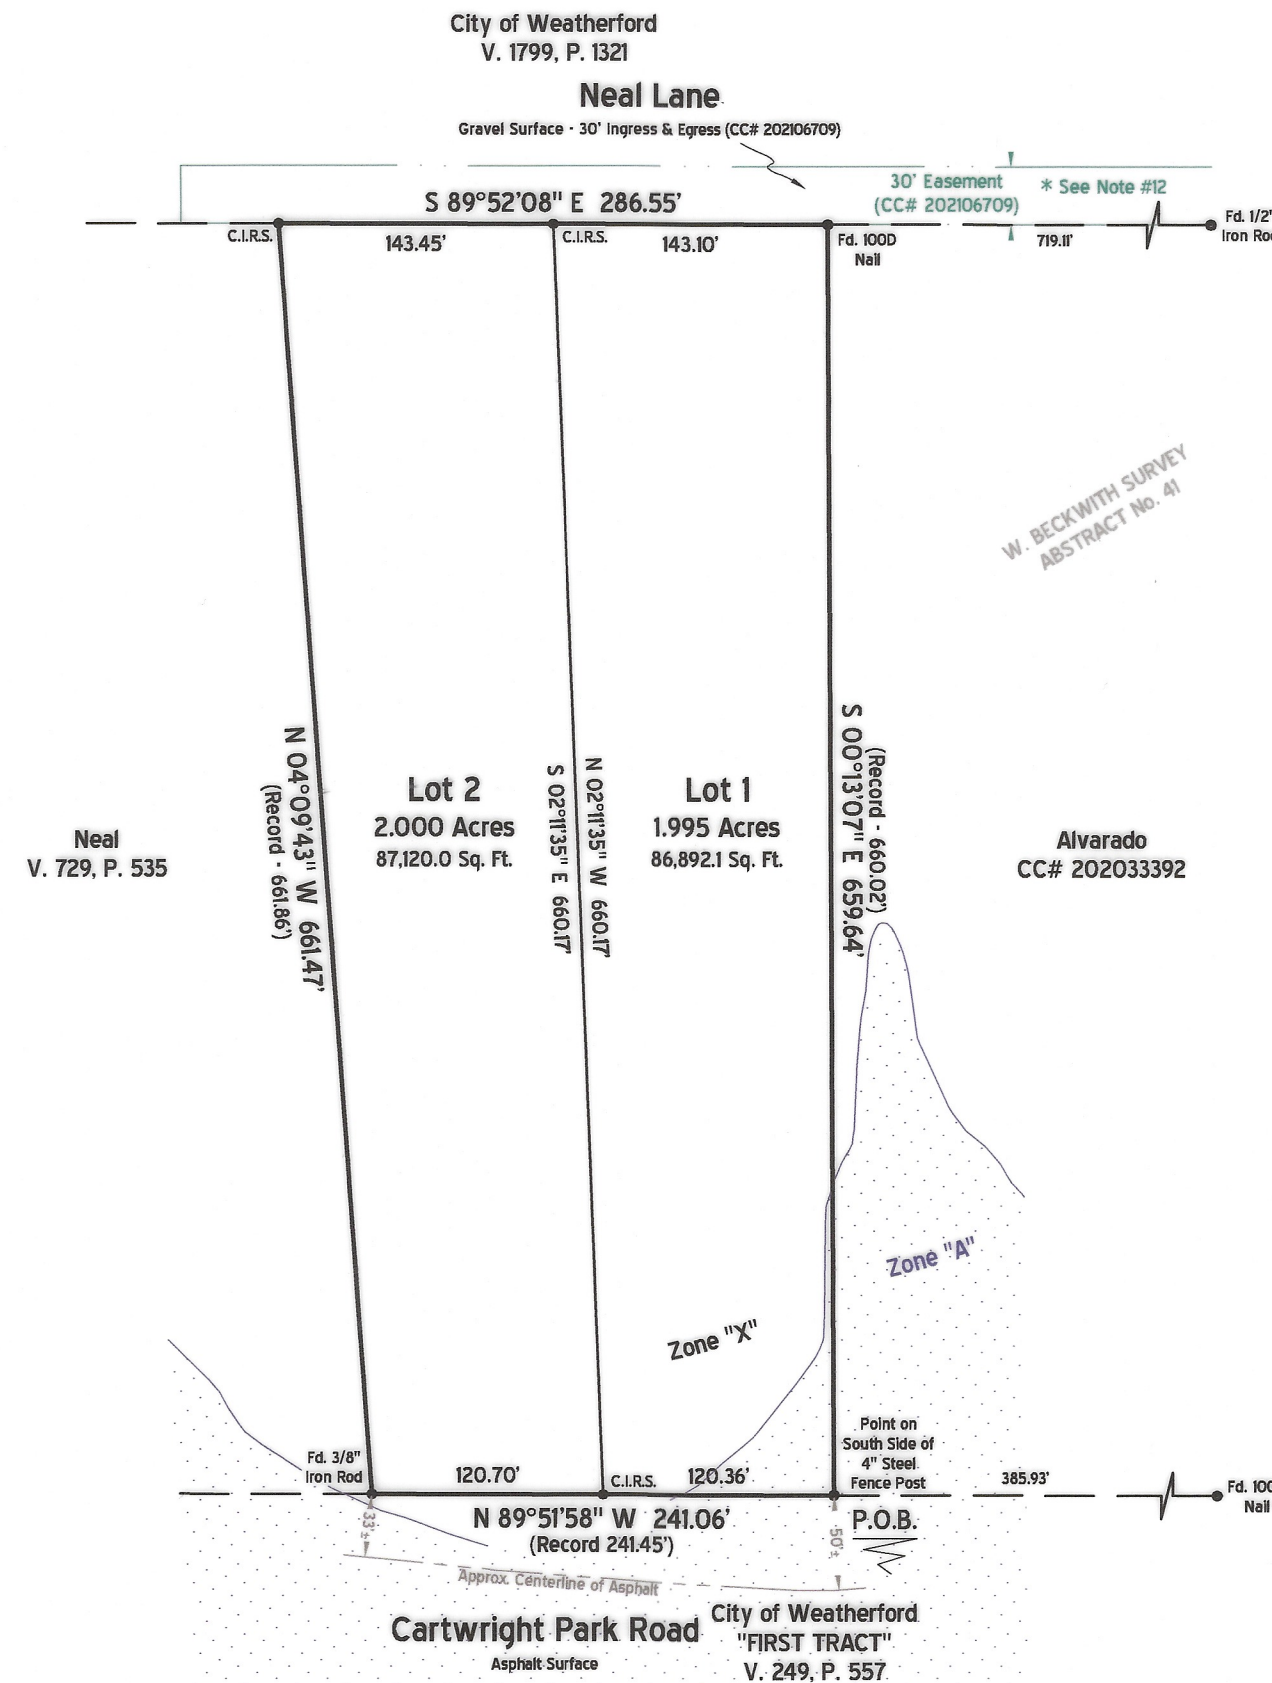 City of Weatherford
V. 1799, P. 1321
Neal Lane
Gravel Surface - 30' Ingress & Egress (CC# 202106709)
30' Easement
(CC# 202106709)
* See Note #12
S 89°52'08" E 286.55'
C.I.R.S.
143.45'
C.I.R.S.
143.10'
Fd. 100D
Nail
719.11'
Fd. 1/2"
Iron Ro
W. BECKWITH SURVEY
ABSTRACT No. 41
N 04°09'43" W 661.47'
(Record - 661.86')
Lot 2
2.000 Acres
87,120.0 Sq. Ft.
S 02°11'35" E 660.17'
N 02°11'35" W 660.17'
Lot 1
1.995 Acres
86,892.1 Sq. Ft.
S 00°13'07" E 659.64'
(Record - 660.02')
Neal
V. 729, P. 535
Alvarado
CC# 202033392
Zone "A"
Zone "X"
Fd. 3/8"
Iron Rod
120.70'
C.I.R.S.
120.36'
Point on
South Side of
4" Steel
Fence Post
385.93'
Fd. 100
Nail
N 89°51'58" W 241.06'
(Record 241.45')
P.O.B.
33'±
50'±
Approx. Centerline of Asphalt
Cartwright Park Road
Asphalt Surface
City of Weatherford
"FIRST TRACT"
V. 249, P. 557